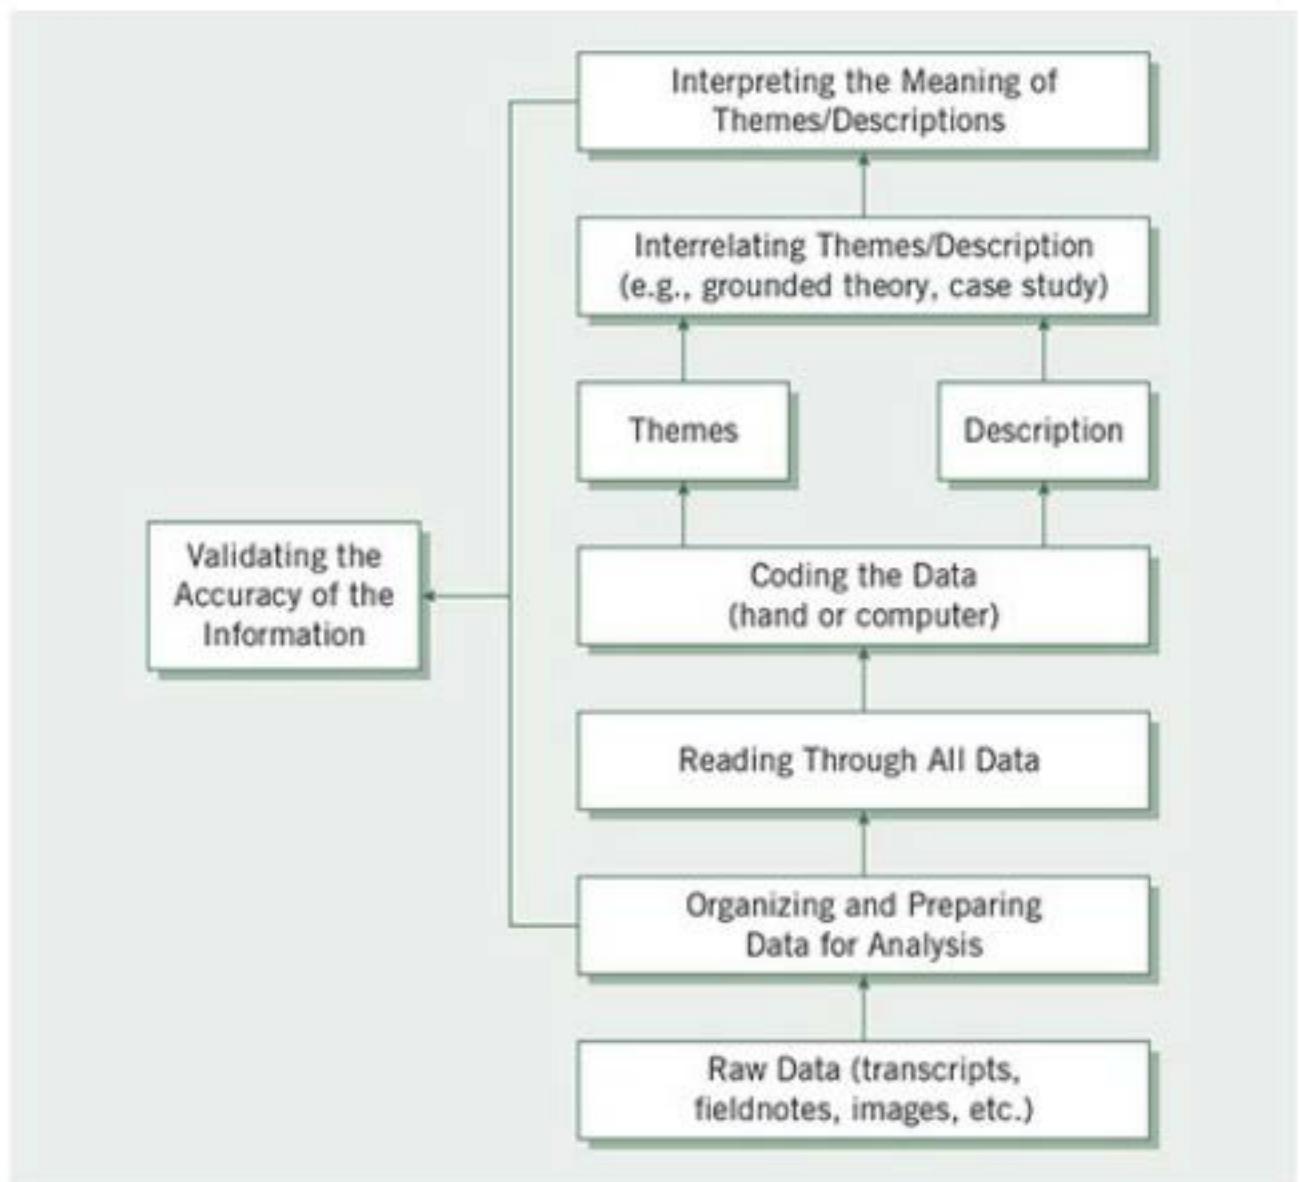 Interpreting the Meaning of
Themes/Descriptions
Interrelating Themes/Description
(e.g., grounded theory, case study)
Themes
Description
Validating the
Accuracy of the
Information
Coding the Data
(hand or computer)
Reading Through All Data
Organizing and Preparing
Data for Analysis
Raw Data (transcripts,
fieldnotes, images, etc.)